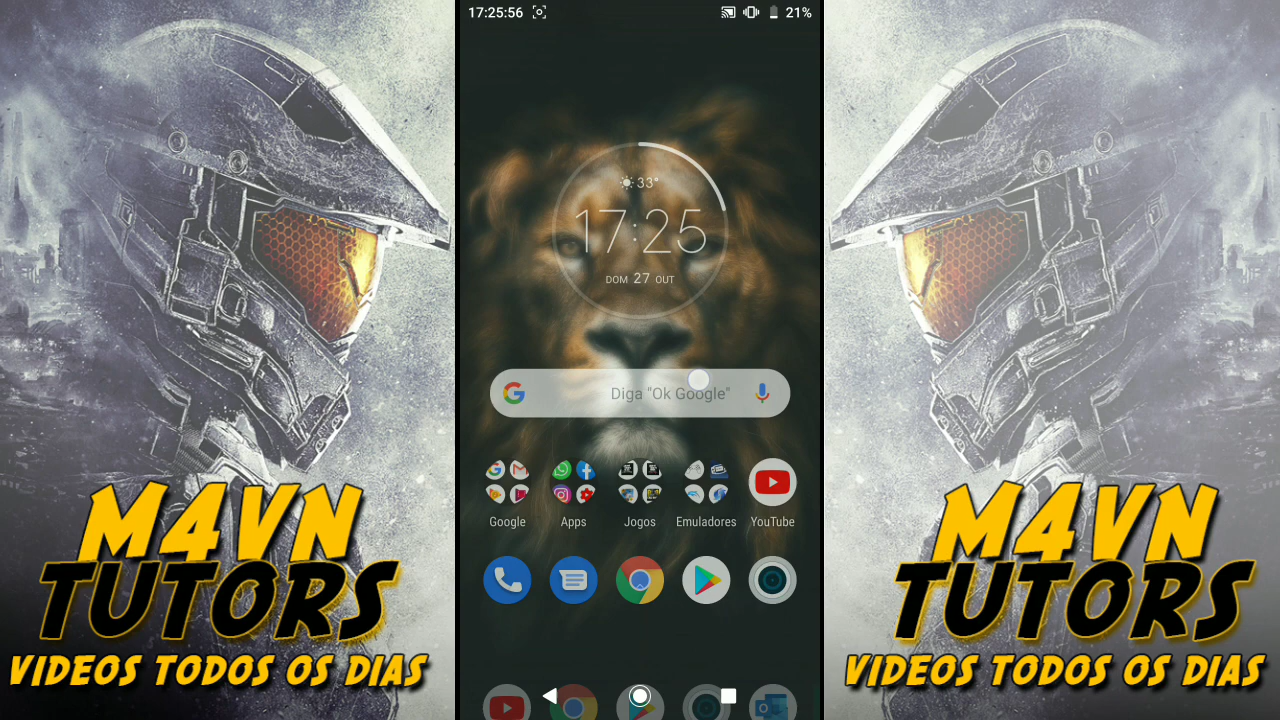 17:25:56
21%
33°
17:25
DOM 27 OUT
Diga "Ok Google"
Google
Apps
Jogos
Emuladores
YouTube
M4VN
TUTORS
VIDEOS TODOS OS DIAS
M4VN
TUTORS
VIDEOS TODOS OS DIAS